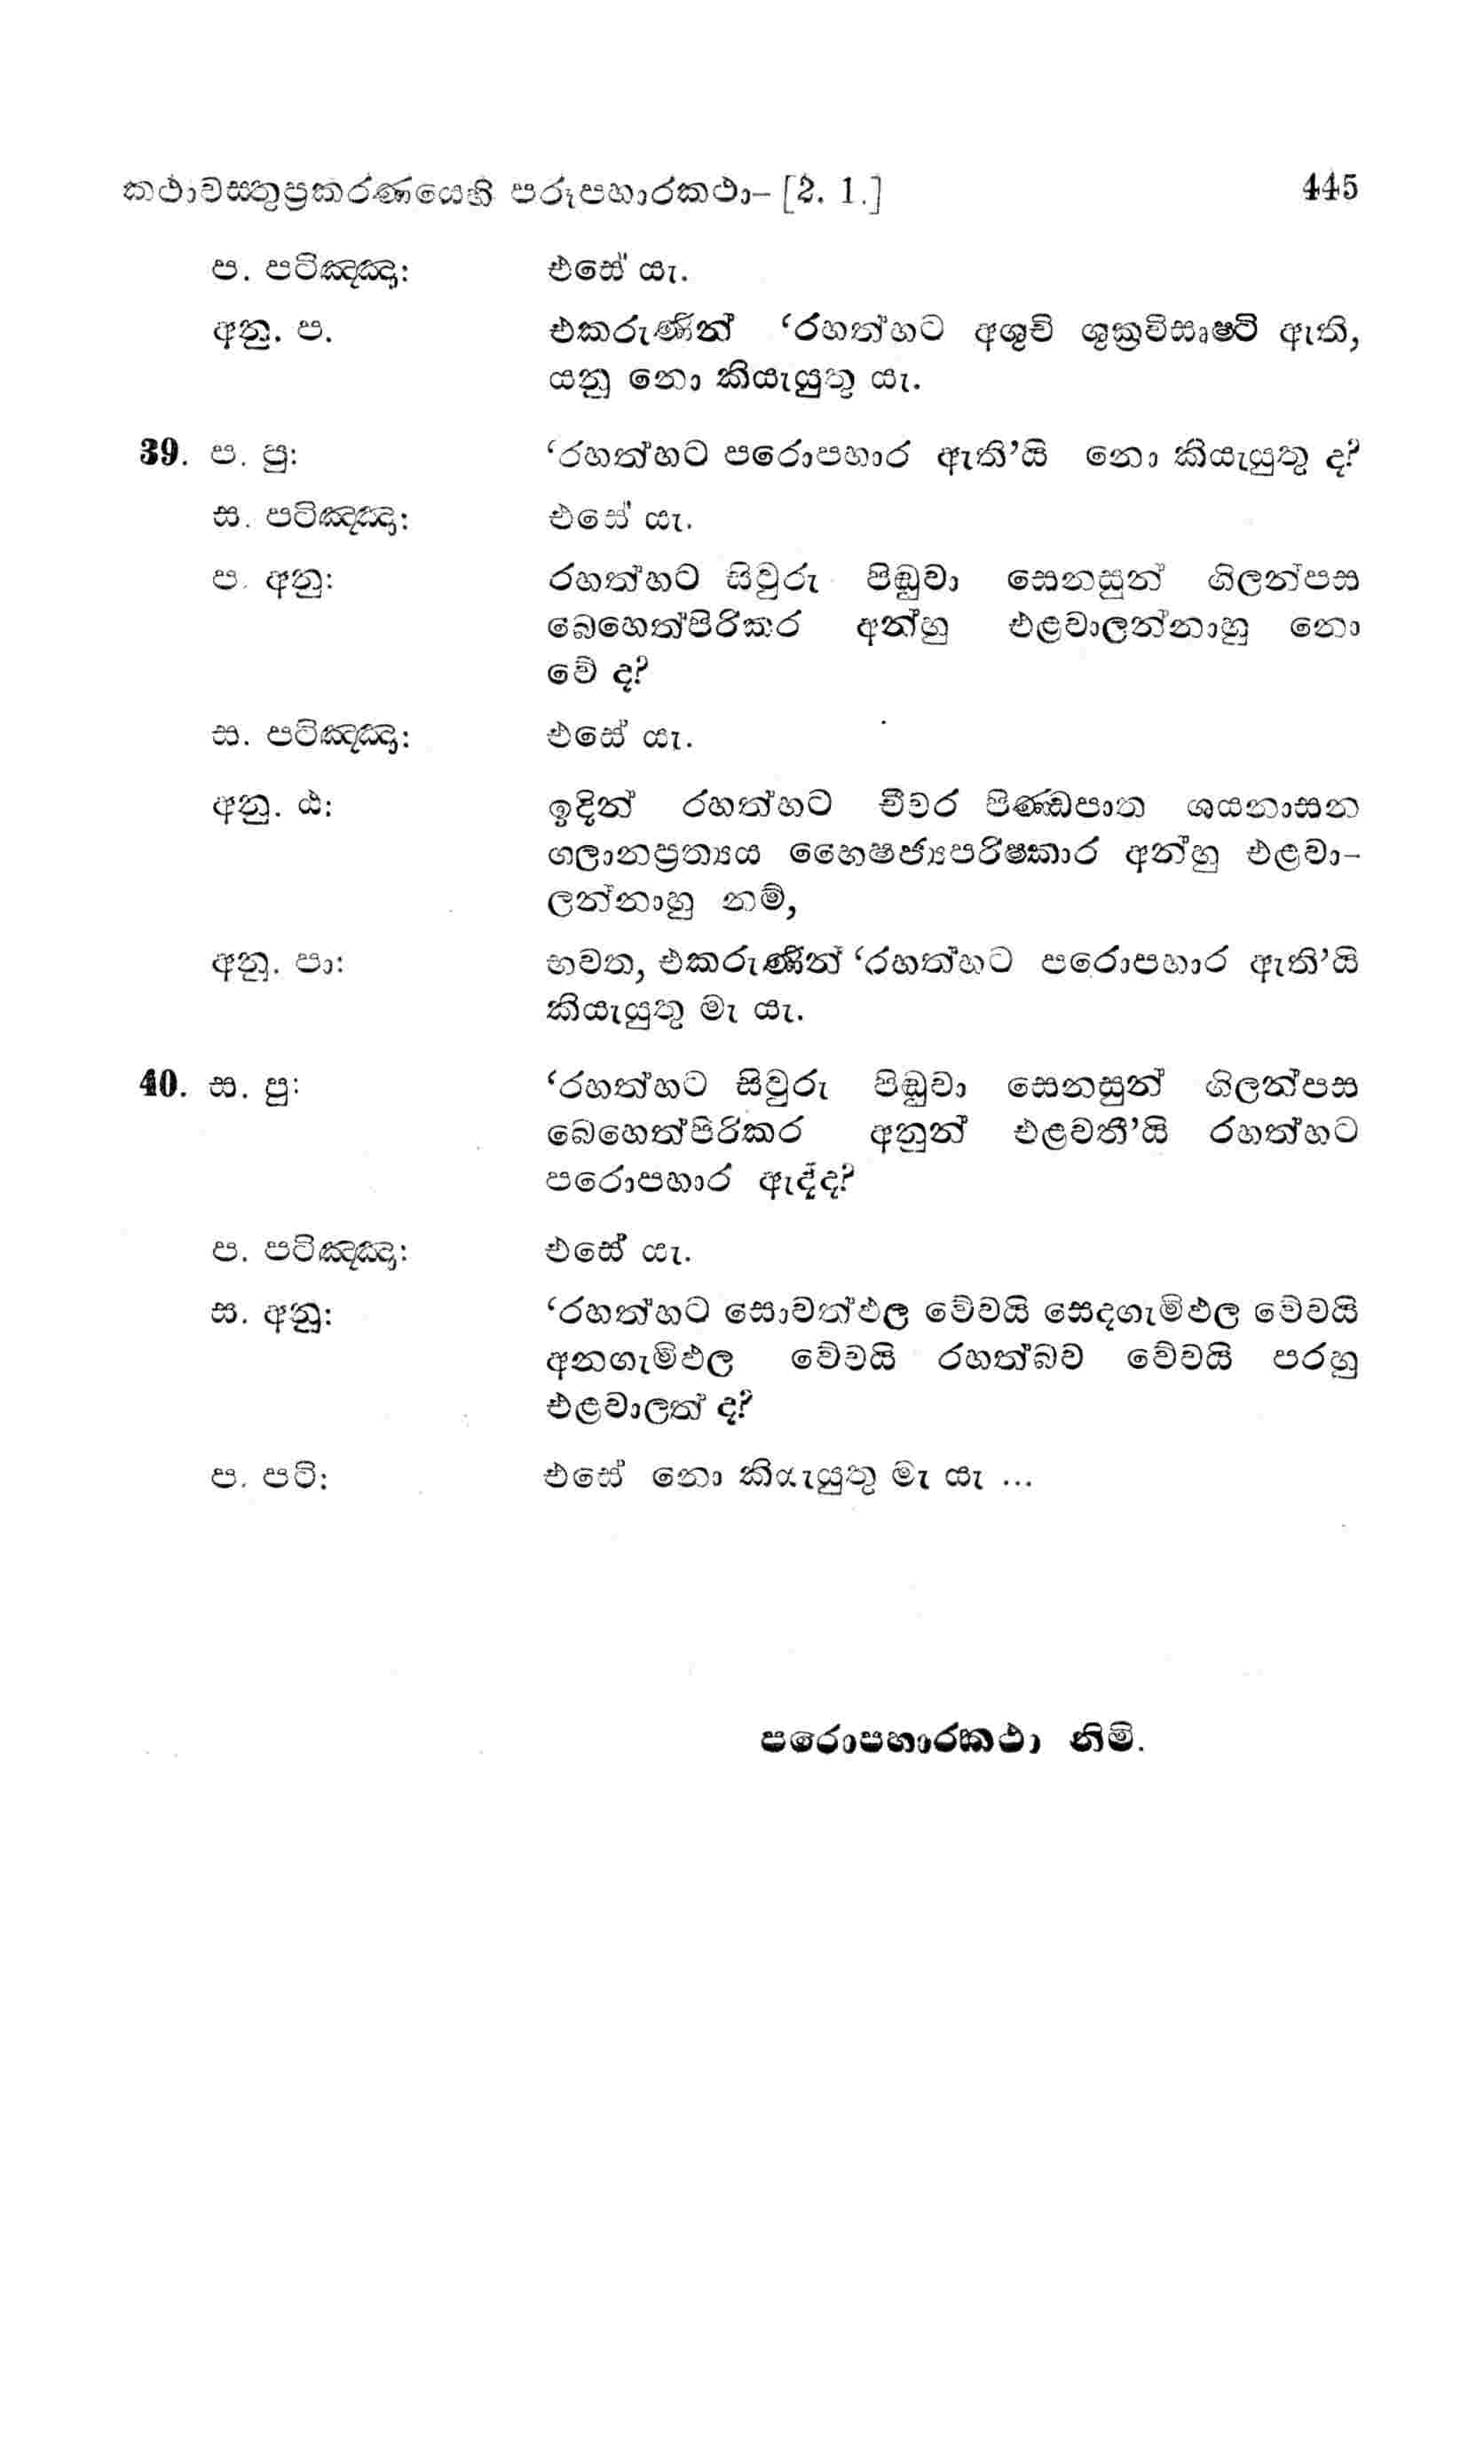 කථාවස්තුප්‍රකරණයෙහි පරූපහාරකථා– [2. 1.] 445
ප. පටිඤ්ඤා: එසේ යැ.
අනු. ප. එකරුණින් ‘රහත්හට අශුචි ශුක්‍රවිසෘෂ්ටි ඇති,
යනු නො කියැයුතු යැ.
39. ප. පු: ‘රහත්හට පරොපහාර ඇති’යි නො කියැයුතු ද?
ස. පටිඤ්ඤා: එසේ යැ.
ප. අනු: රහත්හට සිවුරු පිඬුවා සෙනසුන් ගිලන්පස
බෙහෙත්පිරිකර අන්හු එළවාලන්නාහු නො
වේ ද?
ස. පටිඤ්ඤා: එසේ යැ.
අනු. ඨ: ඉදින් රහත්හට චීවර පිණ්ඩපාත ශයනාසන
ගලානප්‍රත්‍යය භෛෂජ්‍යපරිෂ්කාර අන්හු එළවා–
ලන්නාහු නම්,
අනු. පා: භවත, එකරුණින් ‘රහත්හට පරොපහාර ඇති’යි
කියැයුතු මැ යැ.
40. ස. පු: ‘රහත්හට සිවුරු පිඬුවා සෙනසුන් ගිලන්පස
බෙහෙත්පිරිකර අනුන් එළවතී’යි රහත්හට
පරොපහාර ඇද්ද?
ප. පටිඤ්ඤා: එසේ යැ.
ස. අනු: ‘රහත්හට සොවත්ඵල වේවයි සෙදගැමිඵල වේවයි
අනගැමිඵල වේවයි රහත්බව වේවයි පරහු
එළවාලත් ද?
ප. පටි: එසේ නො කියැයුතු මැ යැ ...
පරොපහාරකථා නිමි.